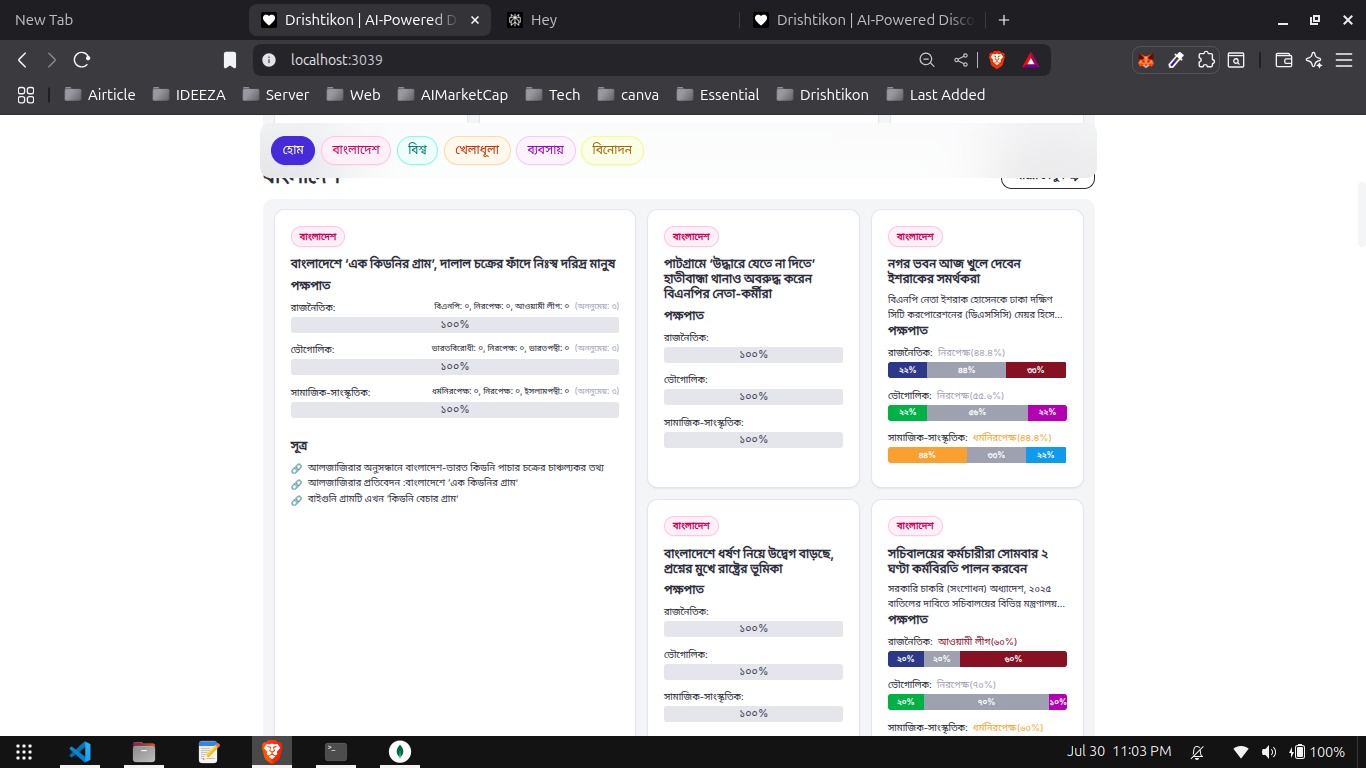 New Tab
Drishtikon | AI-Powered D
Hey
Drishtikon | AI-Powered Disco
localhost:3039
Airticle
IDEEZA
Server
Web
AIMarketCap
Tech
canva
Essential
Drishtikon
Last Added
হোম
বাংলাদেশ
বিশ্ব
খেলাধূলা
ব্যবসায়
বিনোদন
বাংলাদেশ
বাংলাদেশ
বাংলাদেশে ‘এক কিডনির গ্রাম’, দালাল চক্রের ফাঁদে নিঃস্ব দরিদ্র মানুষ
পক্ষপাত
রাজনৈতিক: বিএনপি: ০, নিরপেক্ষ: ০, আওয়ামী লীগ: ০ (অননুমেয়: ৩)
১০০%
ভৌগোলিক: ভারতবিরোধী: ০, নিরপেক্ষ: ০, ভারতপন্থী: ০ (অননুমেয়: ৩)
১০০%
সামাজিক-সাংস্কৃতিক: ধর্মনিরপেক্ষ: ০, নিরপেক্ষ: ০, ইসলামপন্থী: ০ (অননুমেয়: ৩)
১০০%
সূত্র
আলজাজিরার অনুসন্ধানে বাংলাদেশ-ভারত কিডনি পাচার চক্রের চাঞ্চল্যকর তথ্য
আলজাজিরার প্রতিবেদন :বাংলাদেশে ‘এক কিডনির গ্রাম’
বাইগুনি গ্রামটি এখন ‘কিডনি বেচার গ্রাম’
বাংলাদেশ
পাটগ্রামে ‘উদ্ধারে যেতে না দিতে’
হাতীবান্ধা থানাও অবরুদ্ধ করেন
বিএনপির নেতা-কর্মীরা
পক্ষপাত
রাজনৈতিক:
১০০%
ভৌগোলিক:
১০০%
সামাজিক-সাংস্কৃতিক:
১০০%
বাংলাদেশ
নগর ভবন আজ খুলে দেবেন
ইশরাকের সমর্থকরা
বিএনপি নেতা ইশরাক হোসেনকে ঢাকা দক্ষিণ
সিটি করপোরেশনের (ডিএসসিসি) মেয়র হিসে...
পক্ষপাত
রাজনৈতিক: নিরপেক্ষ(৪৪.৪%)
২২% ৪৪% ৩৩%
ভৌগোলিক: নিরপেক্ষ(৫৫.৬%)
২২% ৫৬% ২২%
সামাজিক-সাংস্কৃতিক: ধর্মনিরপেক্ষ(৪৪.৪%)
৪৪% ৩৩% ২২%
বাংলাদেশ
বাংলাদেশে ধর্ষণ নিয়ে উদ্বেগ বাড়ছে,
প্রশ্নের মুখে রাষ্ট্রের ভূমিকা
পক্ষপাত
রাজনৈতিক:
১০০%
ভৌগোলিক:
১০০%
সামাজিক-সাংস্কৃতিক:
১০০%
বাংলাদেশ
সচিবালয়ের কর্মচারীরা সোমবার ২
ঘণ্টা কর্মবিরতি পালন করবেন
সরকারি চাকরি (সংশোধন) অধ্যাদেশ, ২০২৫
বাতিলের দাবিতে সচিবালয়ের বিভিন্ন মন্ত্রণালয়...
পক্ষপাত
রাজনৈতিক: আওয়ামী লীগ(৬০%)
২০% ২০% ৬০%
ভৌগোলিক: নিরপেক্ষ(৭০%)
২০% ৭০% ১০%
সামাজিক-সাংস্কৃতিক: ধর্মনিরপেক্ষ(৬০%)
Jul 30 11:03 PM
100%